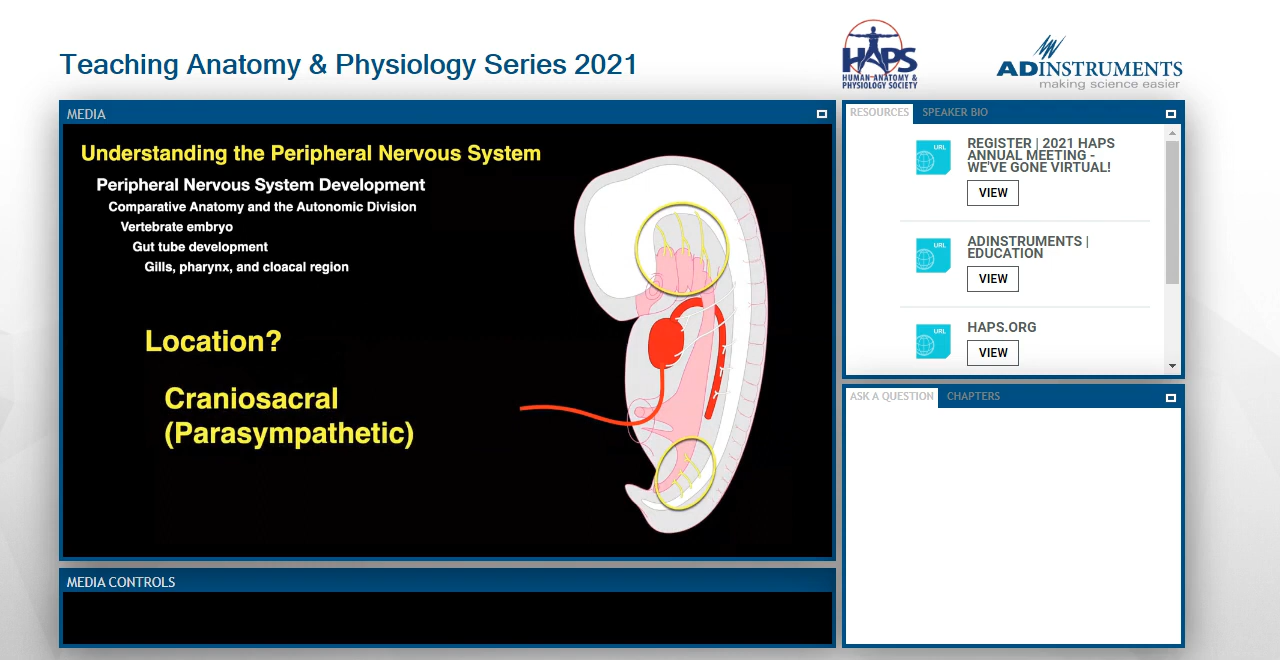 Teaching Anatomy & Physiology Series 2021
HAPS
HUMAN ANATOMY &
PHYSIOLOGY SOCIETY
ADINSTRUMENTS
making science easier
MEDIA
Understanding the Peripheral Nervous System
Peripheral Nervous System Development
Comparative Anatomy and the Autonomic Division
Vertebrate embryo
Gut tube development
Gills, pharynx, and cloacal region
Location?
Craniosacral
(Parasympathetic)
MEDIA CONTROLS
RESOURCES SPEAKER BIO
URL
REGISTER | 2021 HAPS
ANNUAL MEETING -
WE'VE GONE VIRTUAL!
VIEW
URL
ADINSTRUMENTS |
EDUCATION
VIEW
URL
HAPS.ORG
VIEW
ASK A QUESTION CHAPTERS